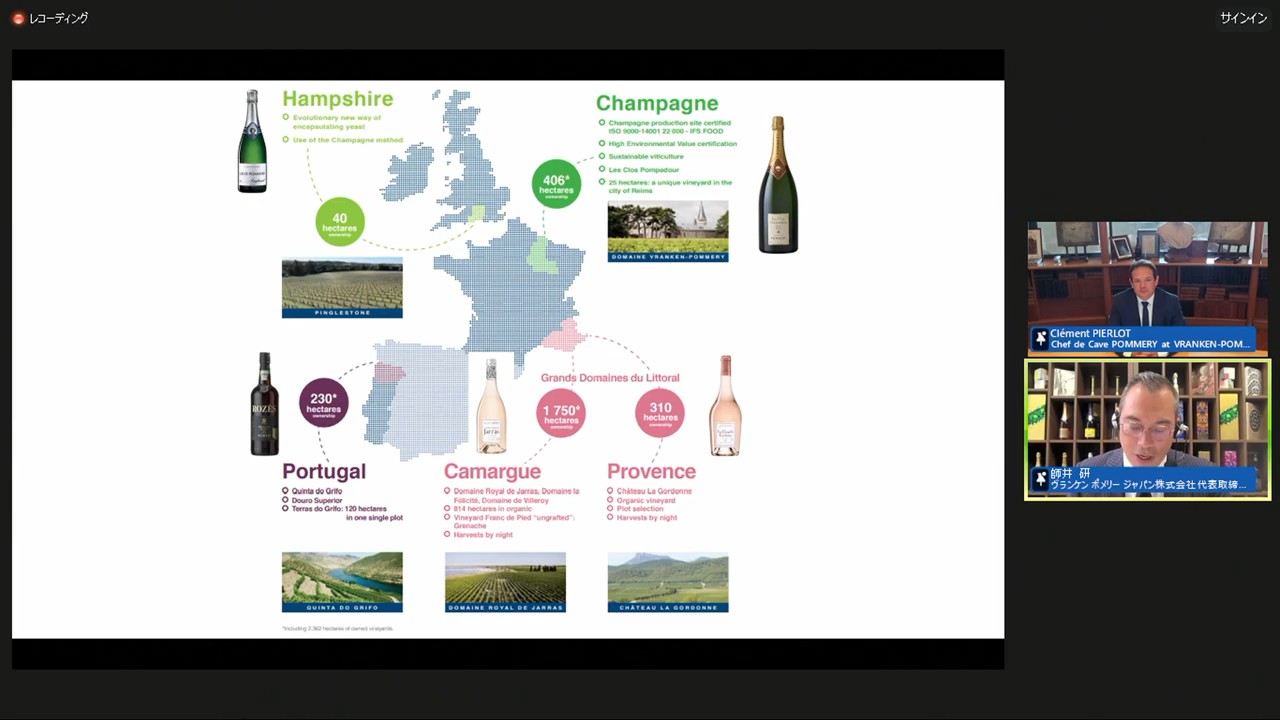 レコーディング
サインイン
Hampshire
Evolutionary new way of
encapsulating yeast
Use of the Champagne method
40
hectares
ownership
PINGLESTONE
Champagne
Champagne production site certified
ISO 9000-14001 22 000 - IFS FOOD
High Environmental Value certification
Sustainable viticulture
Les Clos Pompadour
25 hectares: a unique vineyard in the
city of Reims
406*
hectares
ownership
DOMAINE VRANKEN-POMMERY
Clément PIERLOT
Chef de Cave POMMERY at VRANKEN-POM...
師井 研
ヴランケン ポメリー ジャパン株式会社 代表取締...
ROZÈS
230*
hectares
ownership
Portugal
Quinta do Grifo
Douro Superior
Terras do Grifo: 120 hectares
in one single plot
QUINTA DO GRIFO
Grands Domaines du Littoral
Jarras
1 750*
hectares
ownership
Camargue
Domaine Royal de Jarras, Domaine la
Félicité, Domaine de Villeroy
814 hectares in organic
Vineyard Franc de Pied "ungrafted":
Grenache
Harvests by night
DOMAINE ROYAL DE JARRAS
310
hectares
ownership
Provence
Château La Gordonne
Organic vineyard
Plot selection
Harvests by night
CHÂTEAU LA GORDONNE
*Including 2,362 hectares of owned vineyards.